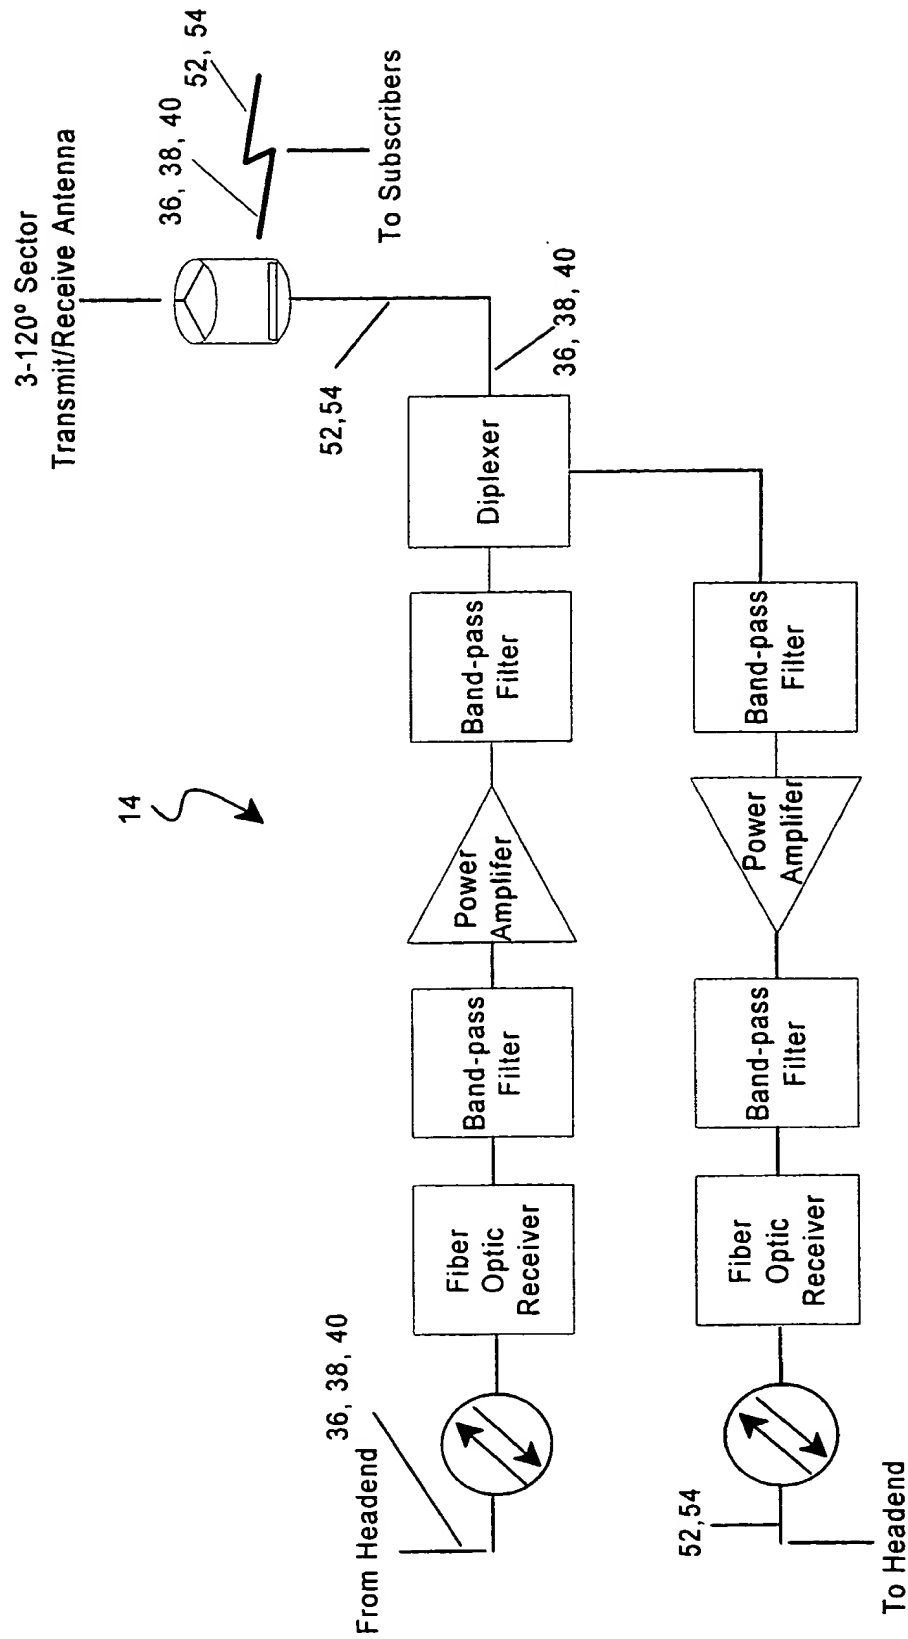 3-120° Sector
Transmit/Receive Antenna
36, 38, 40
52, 54
To Subscribers
52,54
36, 38, 40
14
Diplexer
Band-pass
Filter
Power
Amplifer
Band-pass
Filter
Fiber
Optic
Receiver
36, 38, 40
From Headend
Band-pass
Filter
Power
Amplifer
Band-pass
Filter
Fiber
Optic
Receiver
52,54
To Headend